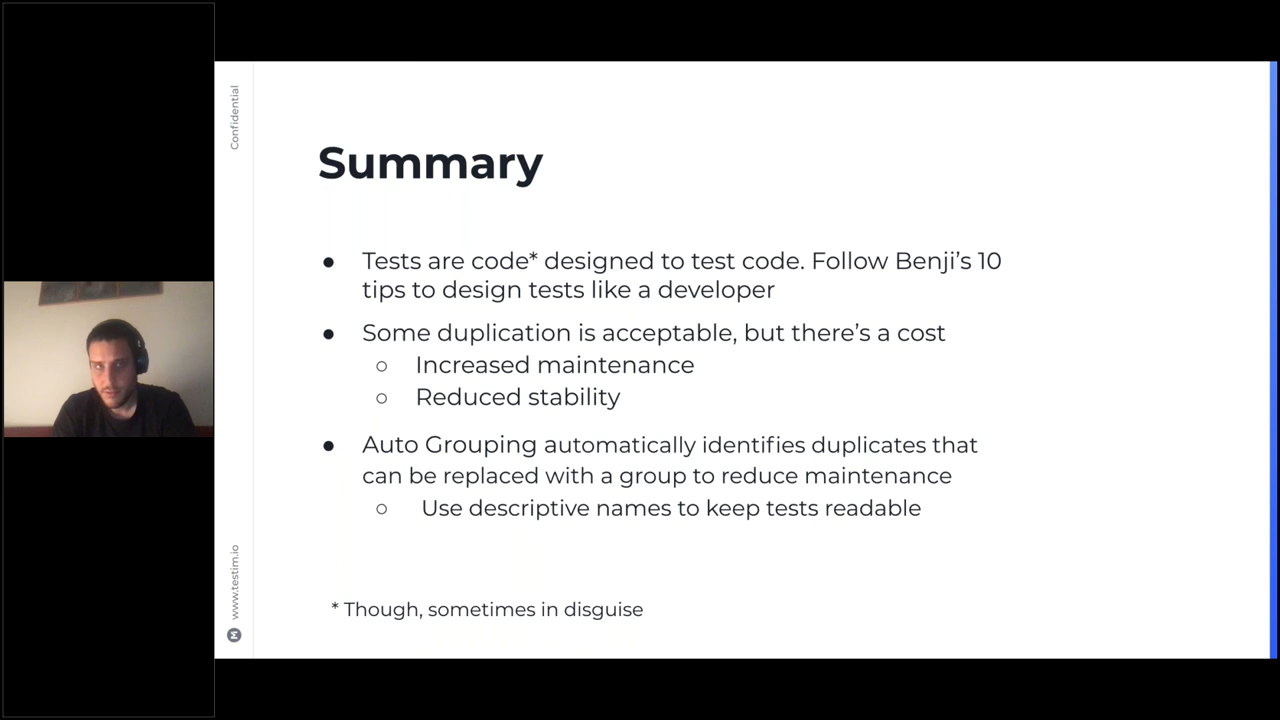 Confidential
Summary
● Tests are code* designed to test code. Follow Benji’s 10
tips to design tests like a developer
● Some duplication is acceptable, but there’s a cost
○ Increased maintenance
○ Reduced stability
● Auto Grouping automatically identifies duplicates that
can be replaced with a group to reduce maintenance
○ Use descriptive names to keep tests readable
* Though, sometimes in disguise
www.testim.io